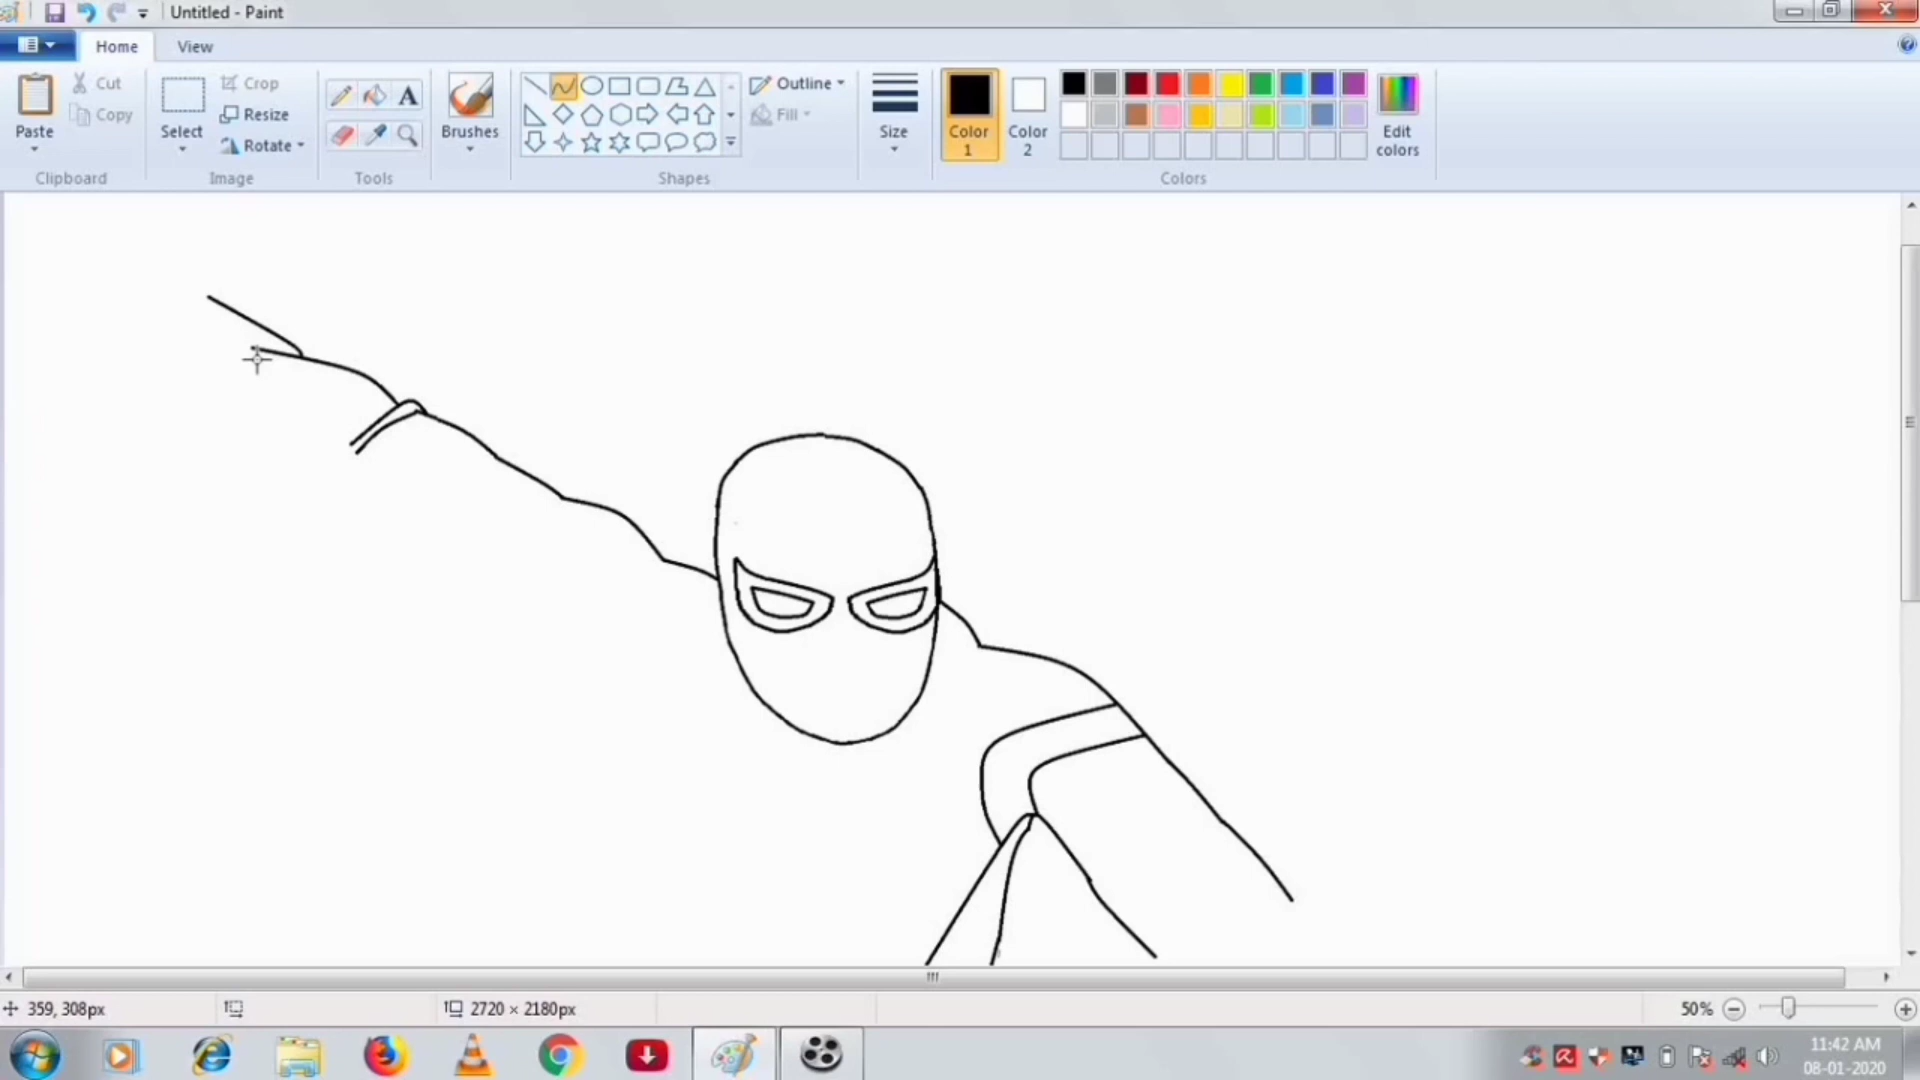 Untitled - Paint
Home View
Paste
Cut
Copy
Clipboard
Select
Crop
Resize
Rotate
Image
A
Tools
Brushes
Outline
Fill
Shapes
Size
Color 1
Color 2
Edit colors
Colors
359, 308px
2720 × 2180px
50%
11:42 AM
08-01-2020